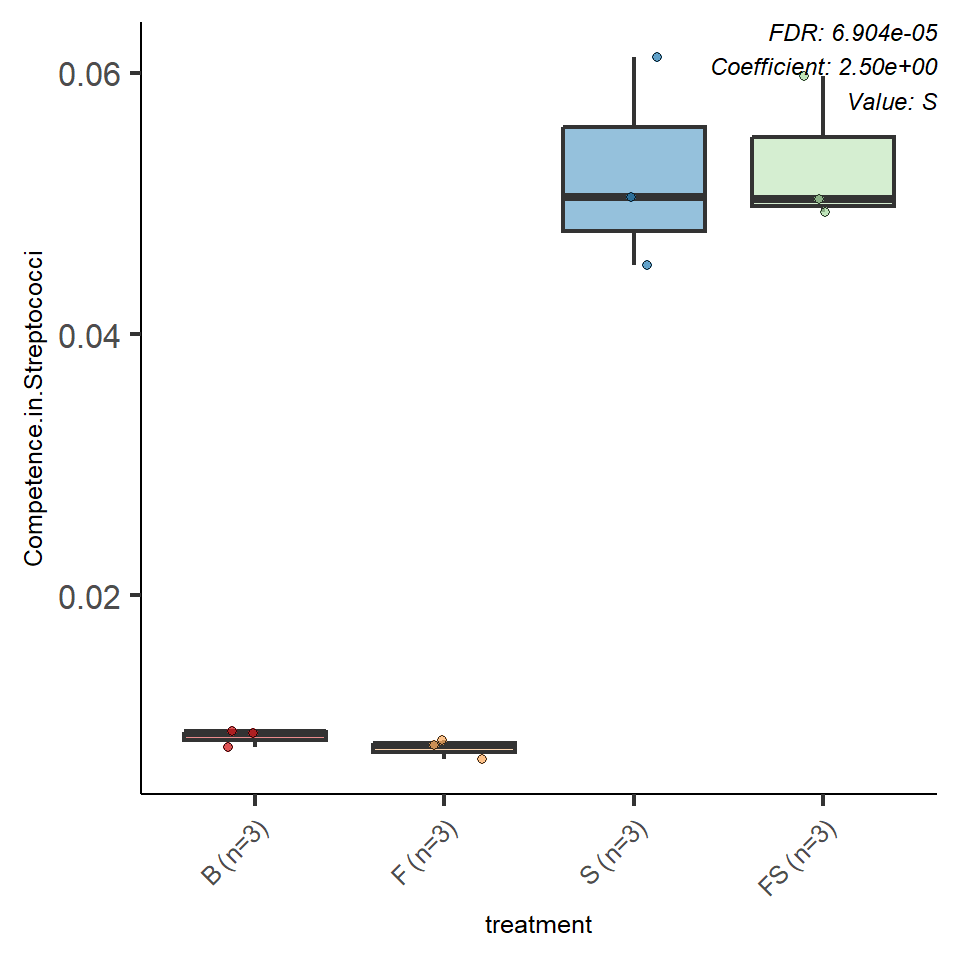 FDR: 6.904e-05
Coefficient: 2.50e+00
Value: S
0.06
0.04
0.02
Competence.in.Streptococci
B (n=3)
F (n=3)
S (n=3)
FS (n=3)
treatment